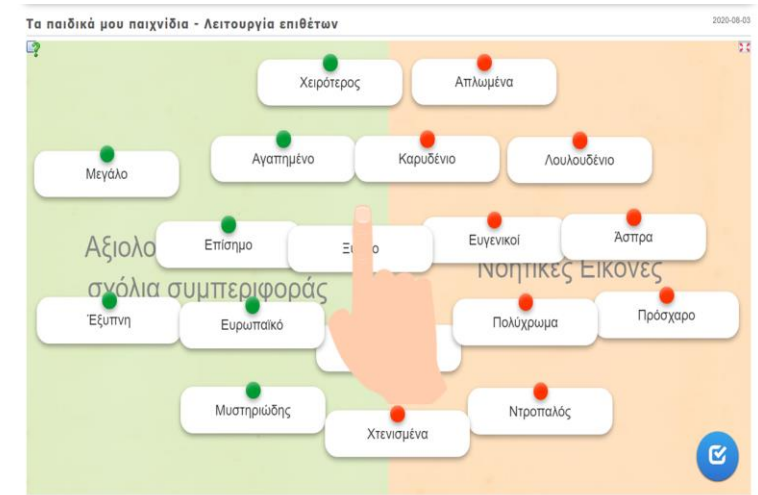 Τα παιδικά μου παιχνίδια - Λειτουργία επιθέτων
2020-08-03
Χειρότερος
Απλωμένα
Αγαπημένο
Καρυδένιο
Λουλουδένιο
Μεγάλο
Επίσημο
Ευγενικοί
Άσπρα
σχόλια συμπεριφοράς
Νοητικές Εικόνες
Έξυπνη
Ευρωπαϊκό
Πολύχρωμα
Πρόσχαρο
Μυστηριώδης
Χτενισμένα
Ντροπαλός